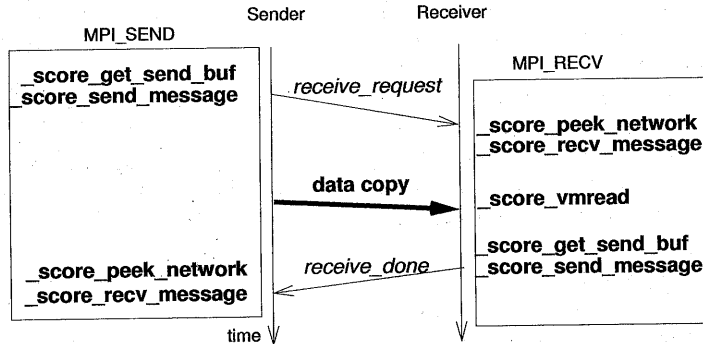 Sender
Receiver
MPI_SEND
MPI_RECV
_score_get_send_buf
_score_send_message
receive_request
_score_peek_network
_score_recv_message
data copy
_score_vmread
_score_get_send_buf
_score_send_message
receive_done
_score_peek_network
_score_recv_message
time